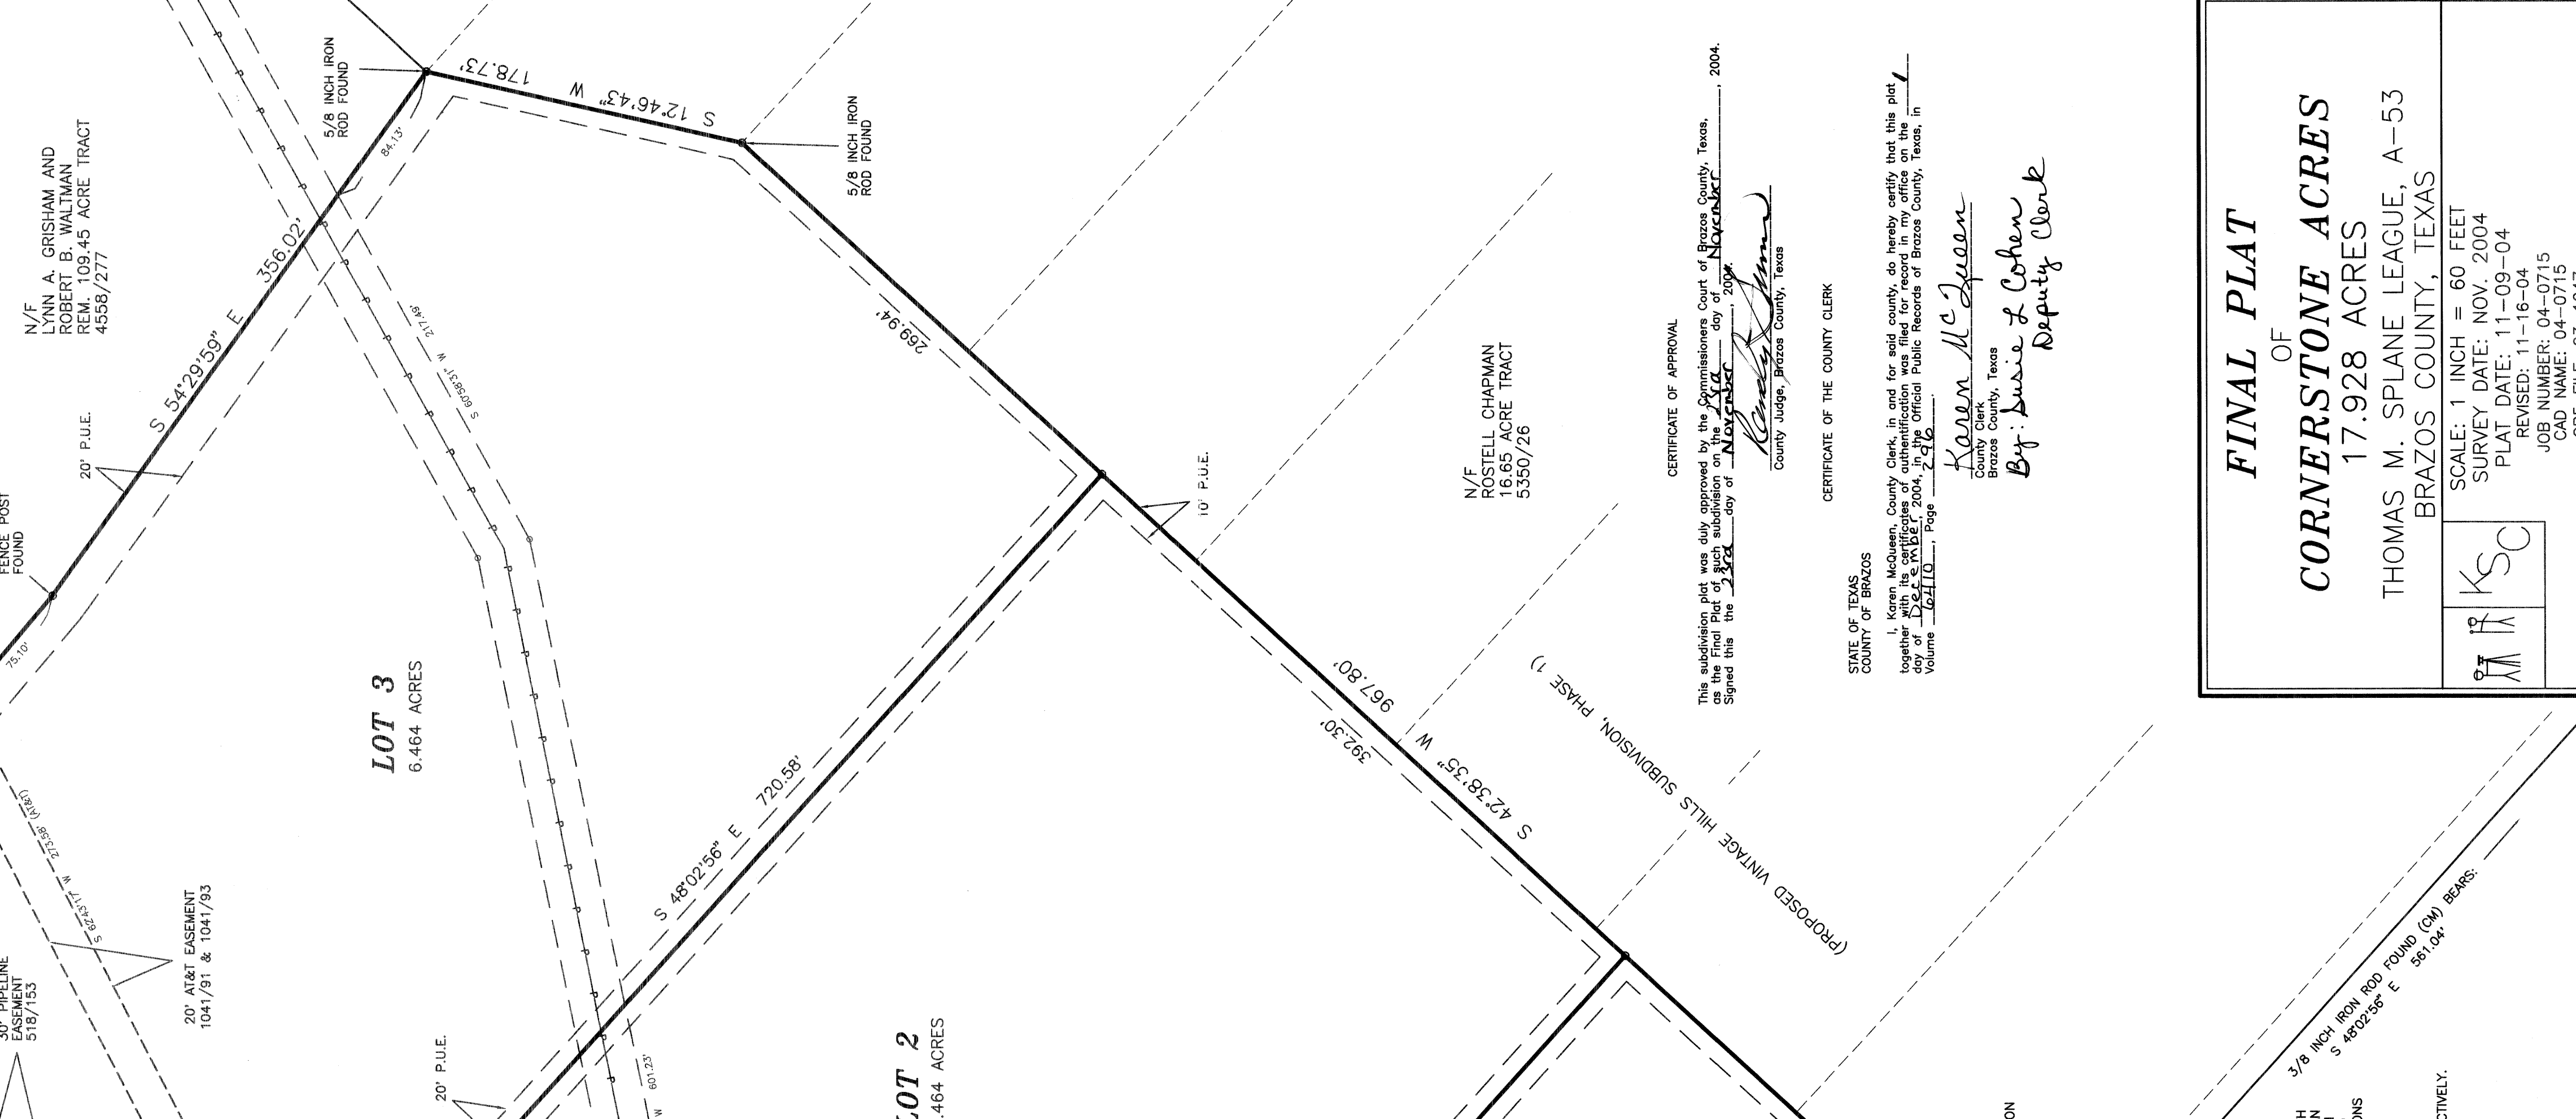 N/F
LYNN A. GRISHAM AND
ROBERT B. WALTMAN
REM. 109.45 ACRE TRACT
4558/277
5/8 INCH IRON
ROD FOUND
178.73'
S 12°46'43" W
84.13'
5/8 INCH IRON
ROD FOUND
S 54°29'59" E 356.02'
20' P.U.E.
FENCE POST
FOUND
75.10'
S 60°58'31" W 217.49'
269.94'
LOT 3
6.464 ACRES
10' P.U.E.
S 48°02'56" E 720.58'
S 62°43'17" W 273.58' (AT&T)
20' AT&T EASEMENT
1041/91 & 1041/93
30' PIPELINE
EASEMENT
518/153
20' P.U.E.
W 601.23'
LOT 2
.464 ACRES
392.30'
S 42°38'35" W 967.80'
N/F
ROSTELL CHAPMAN
16.65 ACRE TRACT
5350/26
(PROPOSED VINTAGE HILLS SUBDIVISION, PHASE 1)
CERTIFICATE OF APPROVAL
This subdivision plat was duly approved by the Commissioners Court of Brazos County, Texas,
as the Final Plat of such subdivision on the 23rd day of November, 2004.
Signed this the 23rd day of November, 2004.
County Judge, Brazos County, Texas
CERTIFICATE OF THE COUNTY CLERK
STATE OF TEXAS
COUNTY OF BRAZOS
I, Karen McQueen, County Clerk, in and for said county, do hereby certify that this plat
together with its certificates of authentification was filed for record in my office on the 1
day of December, 2004, in the Official Public Records of Brazos County, Texas, in
Volume 6410, Page 296.
Karen McQueen
County Clerk
Brazos County, Texas
By: Susie L Cohen
Deputy Clerk
FINAL PLAT
OF
CORNERSTONE ACRES
17.928 ACRES
THOMAS M. SPLANE LEAGUE, A-53
BRAZOS COUNTY, TEXAS
SCALE: 1 INCH = 60 FEET
SURVEY DATE: NOV. 2004
PLAT DATE: 11-09-04
REVISED: 11-16-04
JOB NUMBER: 04-0715
CAD NAME: 04-0715
KSC
3/8 INCH IRON ROD FOUND (CM) BEARS:
S 48°02'56" E 561.04'